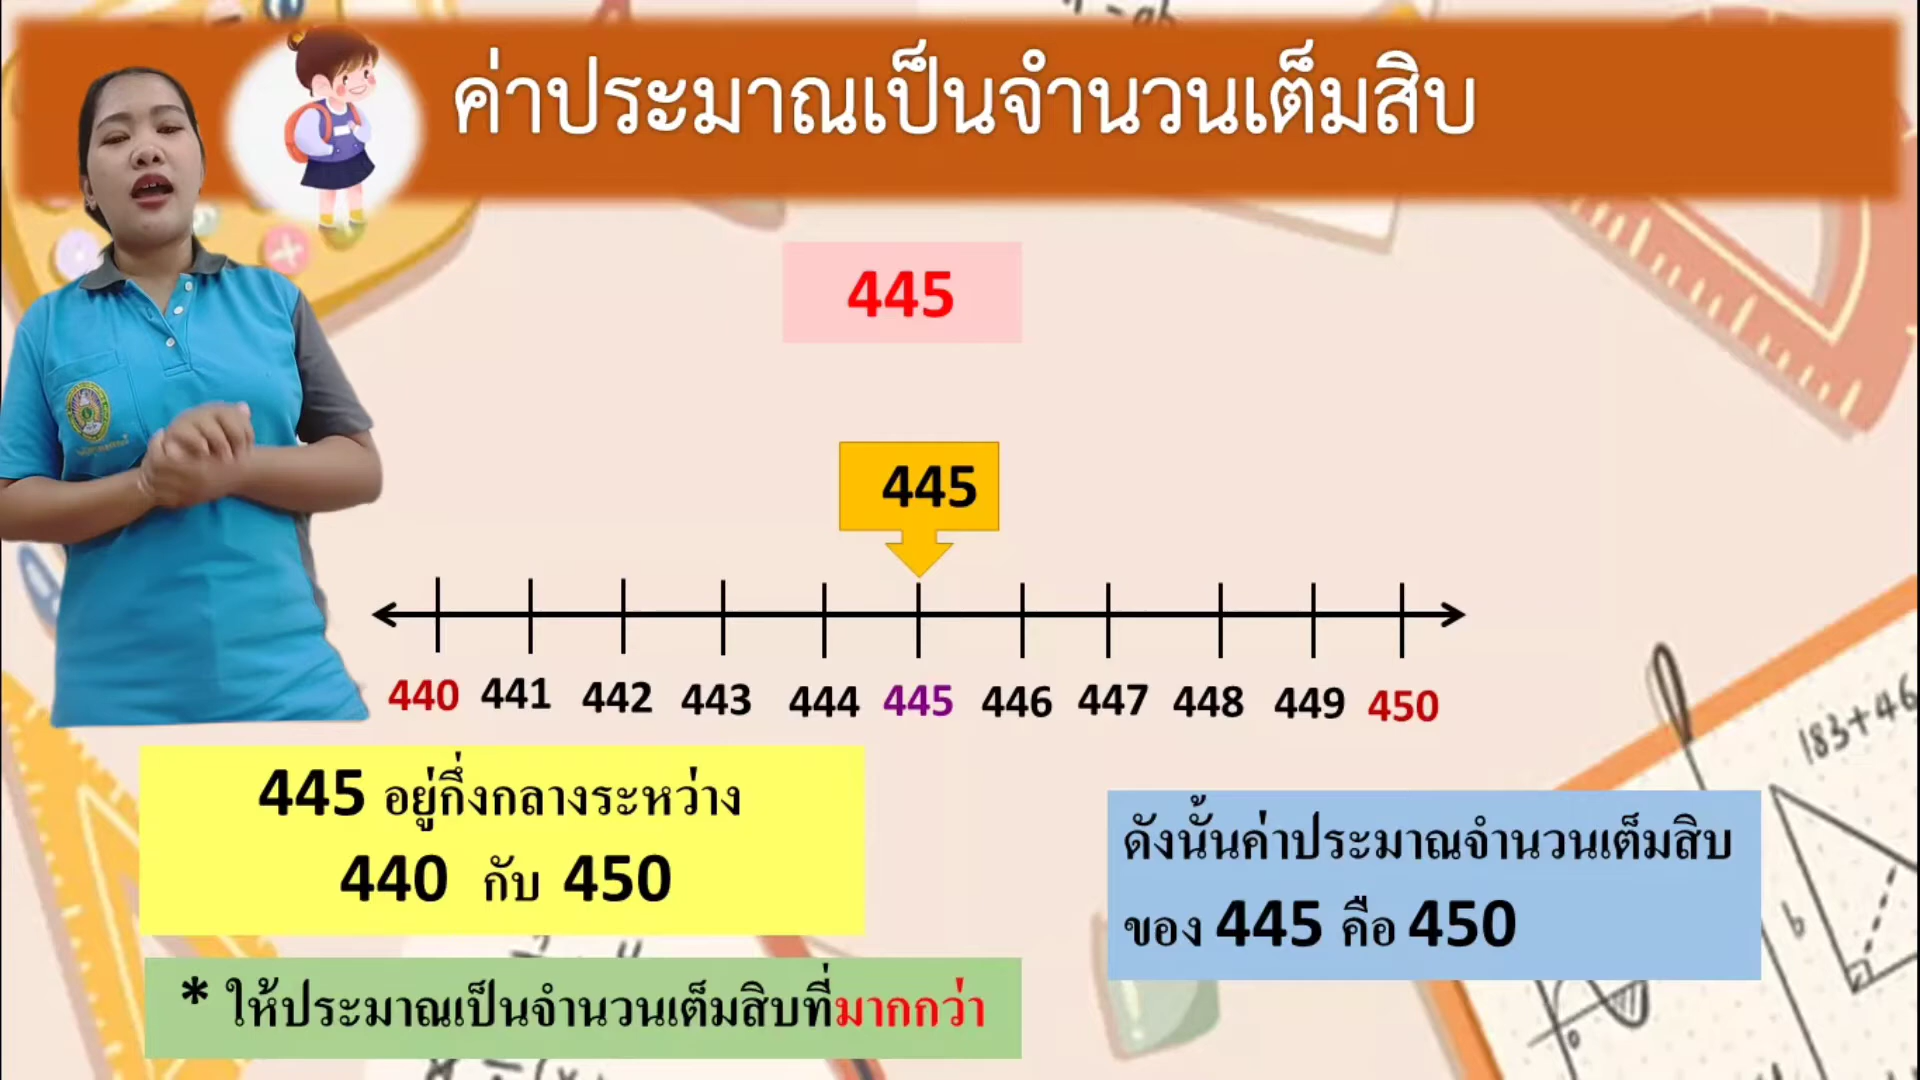 ค่าประมาณเป็นจำนวนเต็มสิบ
445
445
440 441 442 443 444 445 446 447 448 449 450
445 อยู่กึ่งกลางระหว่าง
440 กับ 450
* ให้ประมาณเป็นจำนวนเต็มสิบที่มากกว่า
ดังนั้นค่าประมาณจำนวนเต็มสิบ
ของ 445 คือ 450
183+46
b